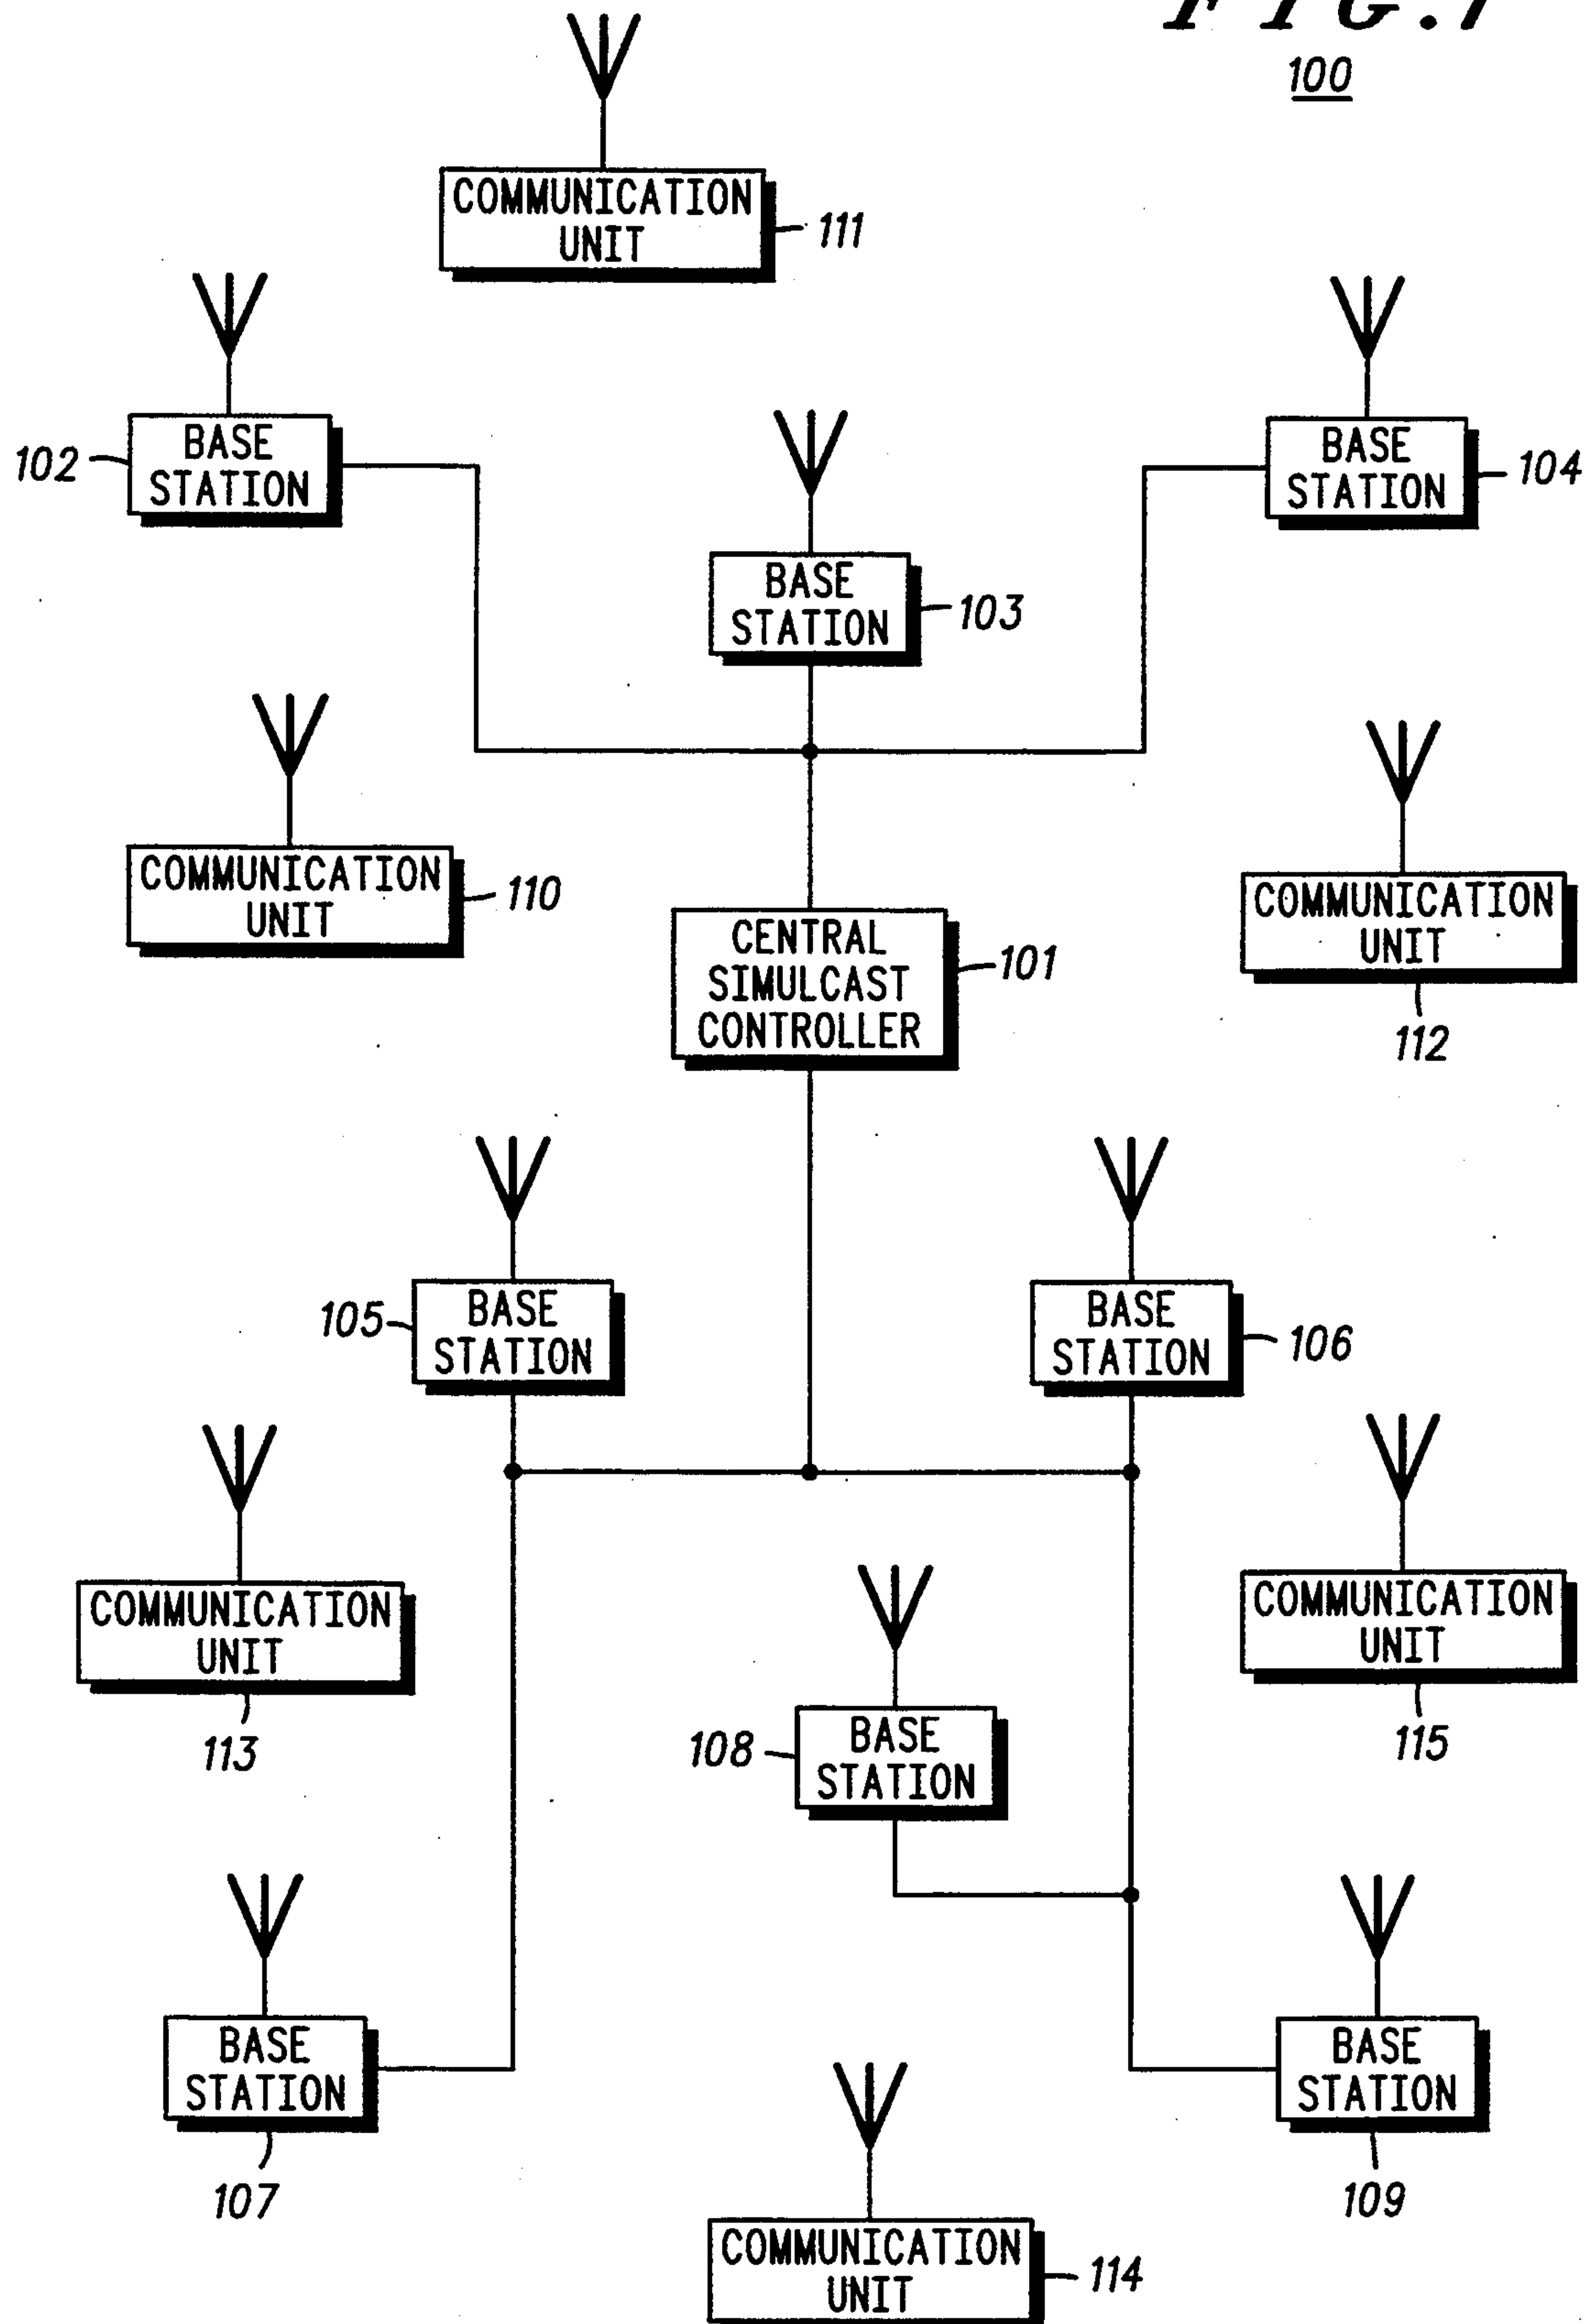 FIG.1
100
COMMUNICATION
UNIT
111
BASE
STATION
102
BASE
STATION
104
BASE
STATION
103
COMMUNICATION
UNIT
110
COMMUNICATION
UNIT
112
CENTRAL
SIMULCAST
CONTROLLER
101
BASE
STATION
105
BASE
STATION
106
COMMUNICATION
UNIT
113
COMMUNICATION
UNIT
115
BASE
STATION
108
BASE
STATION
107
BASE
STATION
109
COMMUNICATION
UNIT
114